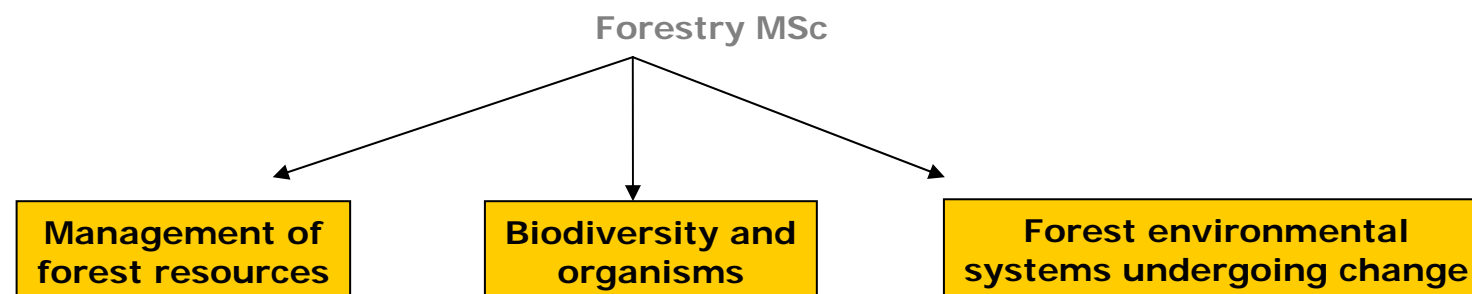 Forestry MSc
Management of
forest resources
Biodiversity and
organisms
Forest environmental
systems undergoing change